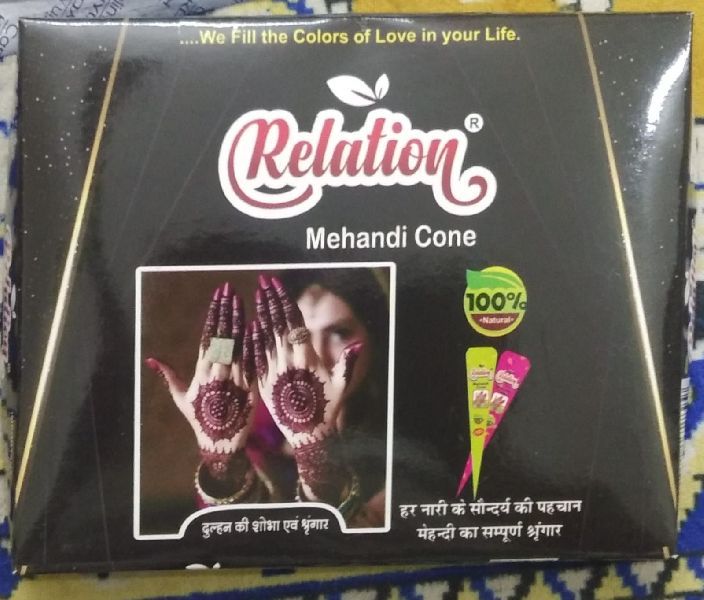 ....We Fill the Colors of Love in your Life.
Relation®
Mehandi Cone
100%
Natural
Relation
दुल्हन की शोभा एवं श्रृंगार
हर नारी के सौन्दर्य की पहचान
मेहन्दी का सम्पूर्ण श्रृंगार